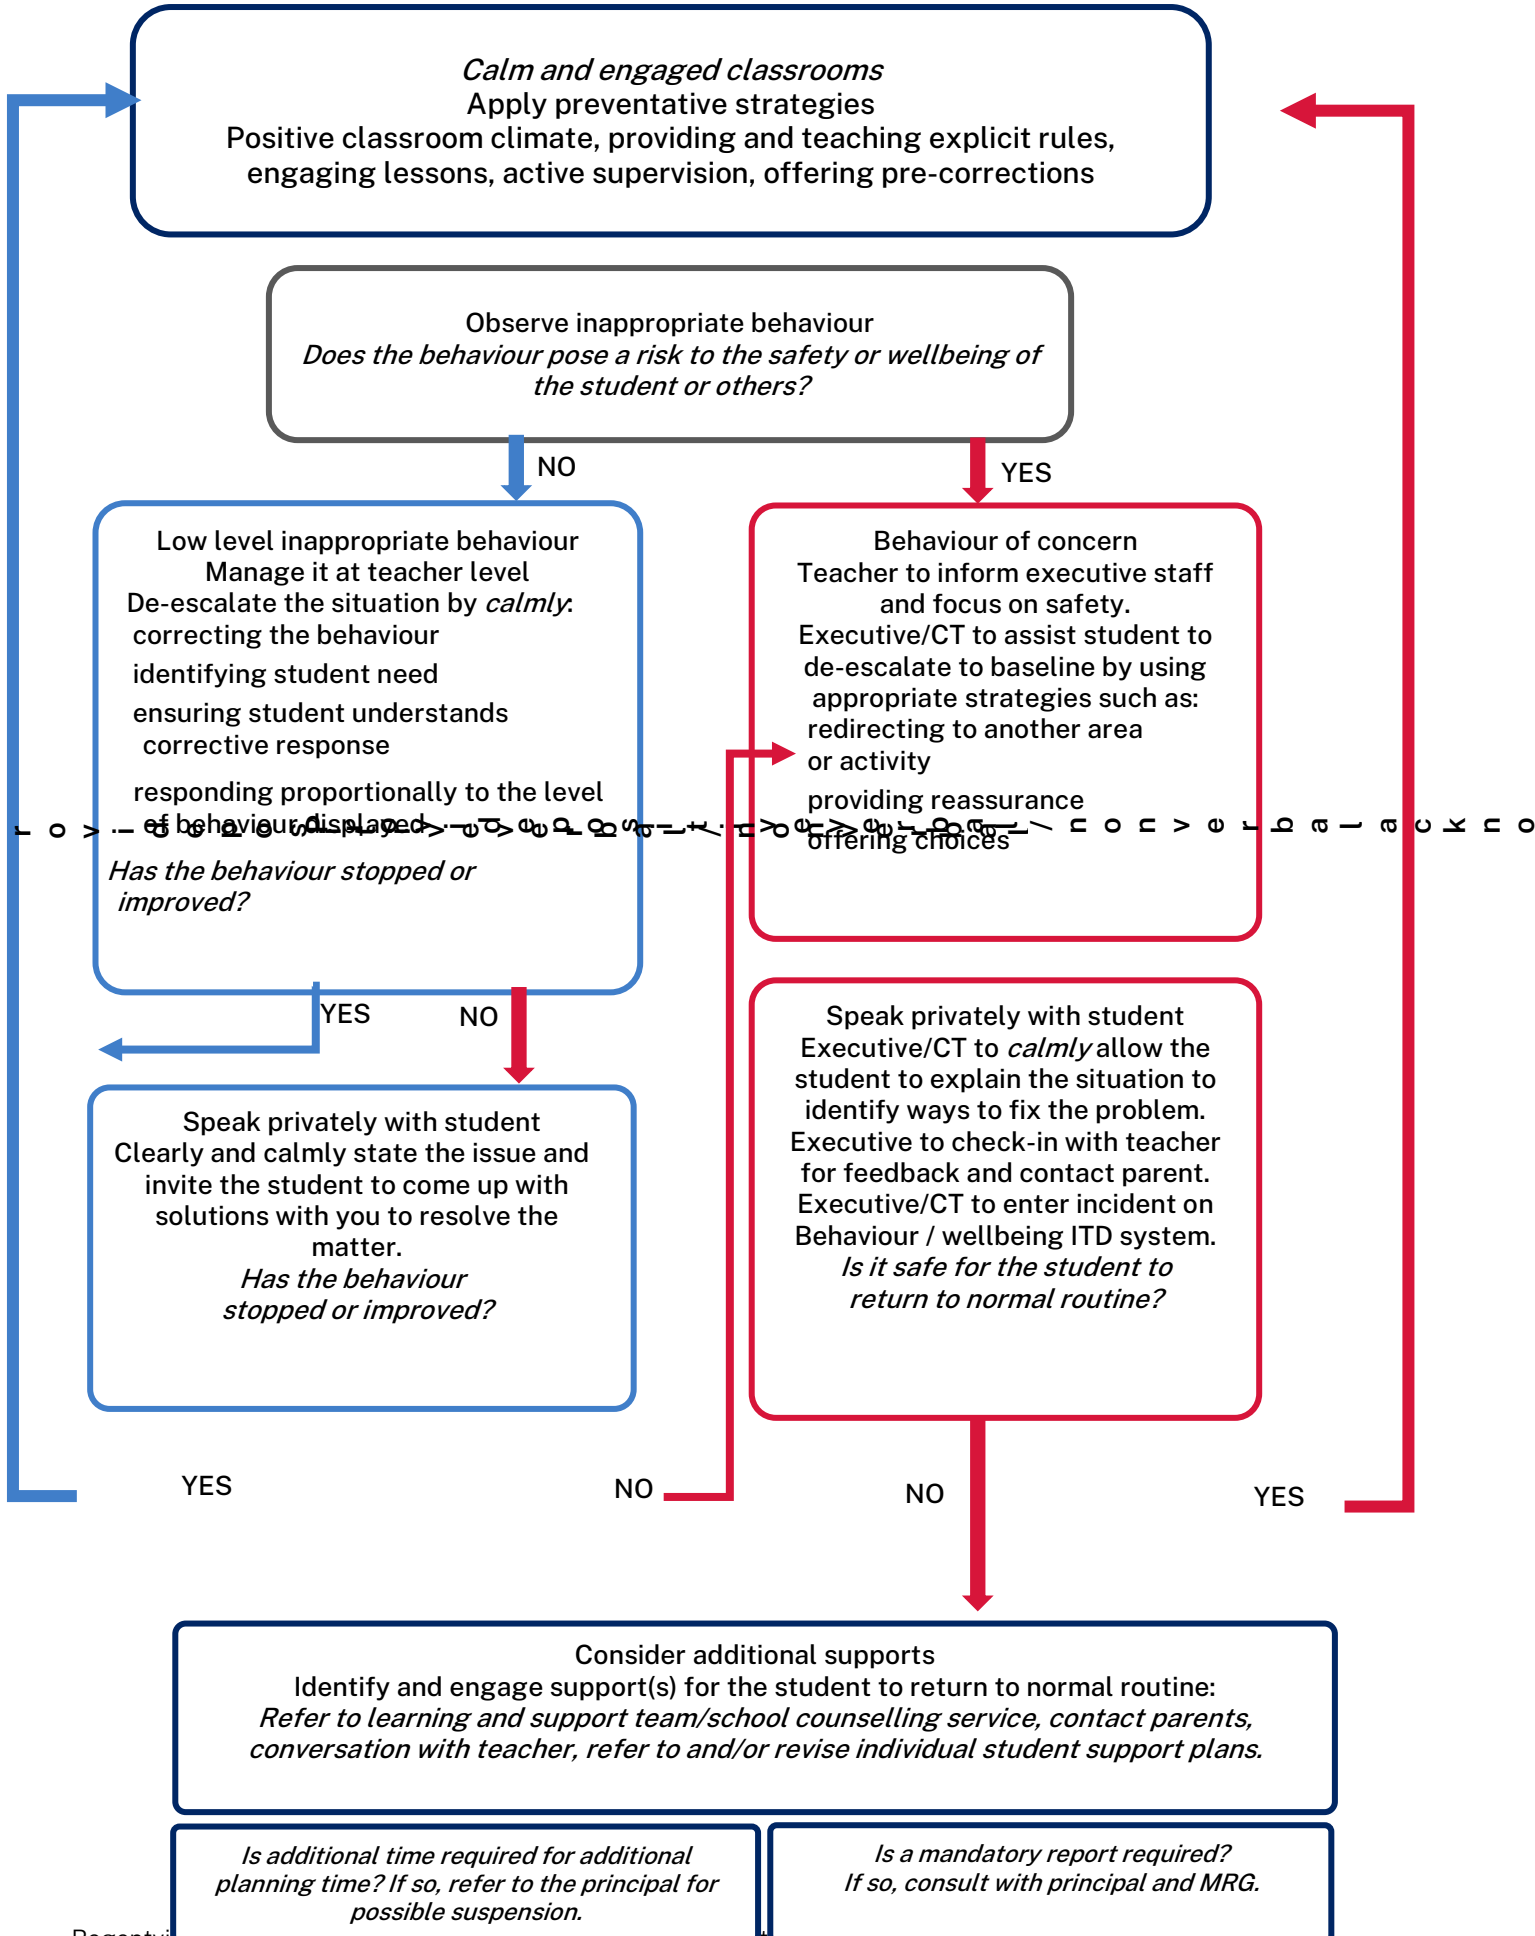 Calm and engaged classrooms
Apply preventative strategies
Positive classroom climate, providing and teaching explicit rules,
engaging lessons, active supervision, offering pre-corrections
Observe inappropriate behaviour
Does the behaviour pose a risk to the safety or wellbeing of
the student or others?
NO
YES
Low level inappropriate behaviour
Manage it at teacher level
De-escalate the situation by calmly:
correcting the behaviour
identifying student need
ensuring student understands
corrective response
responding proportionally to the level
of behaviour displayed
Has the behaviour stopped or
improved?
Behaviour of concern
Teacher to inform executive staff
and focus on safety.
Executive/CT to assist student to
de-escalate to baseline by using
appropriate strategies such as:
redirecting to another area
or activity
providing reassurance
offering choices
YES
NO
Speak privately with student
Clearly and calmly state the issue and
invite the student to come up with
solutions with you to resolve the
matter.
Has the behaviour
stopped or improved?
Speak privately with student
Executive/CT to calmly allow the
student to explain the situation to
identify ways to fix the problem.
Executive to check-in with teacher
for feedback and contact parent.
Executive/CT to enter incident on
Behaviour / wellbeing ITD system.
Is it safe for the student to
return to normal routine?
YES
NO
NO
YES
Consider additional supports
Identify and engage support(s) for the student to return to normal routine:
Refer to learning and support team/school counselling service, contact parents,
conversation with teacher, refer to and/or revise individual student support plans.
Is additional time required for additional
planning time? If so, refer to the principal for
possible suspension.
Is a mandatory report required?
If so, consult with principal and MRG.